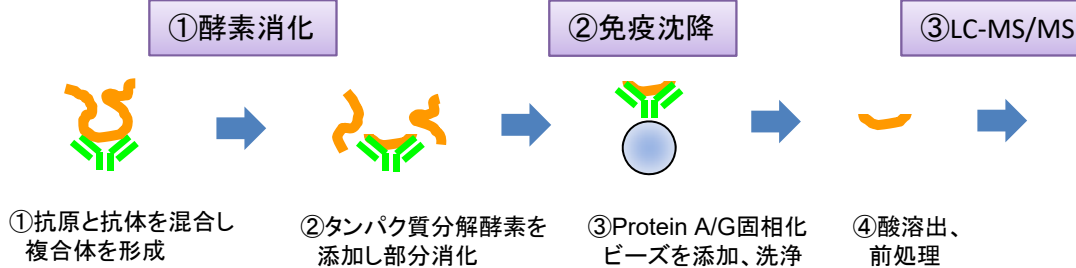 ①酵素消化
②免疫沈降
③LC-MS/MS
①抗原と抗体を混合し
複合体を形成
②タンパク質分解酵素を
添加し部分消化
③Protein A/G固相化
ビーズを添加、洗浄
④酸溶出、
前処理